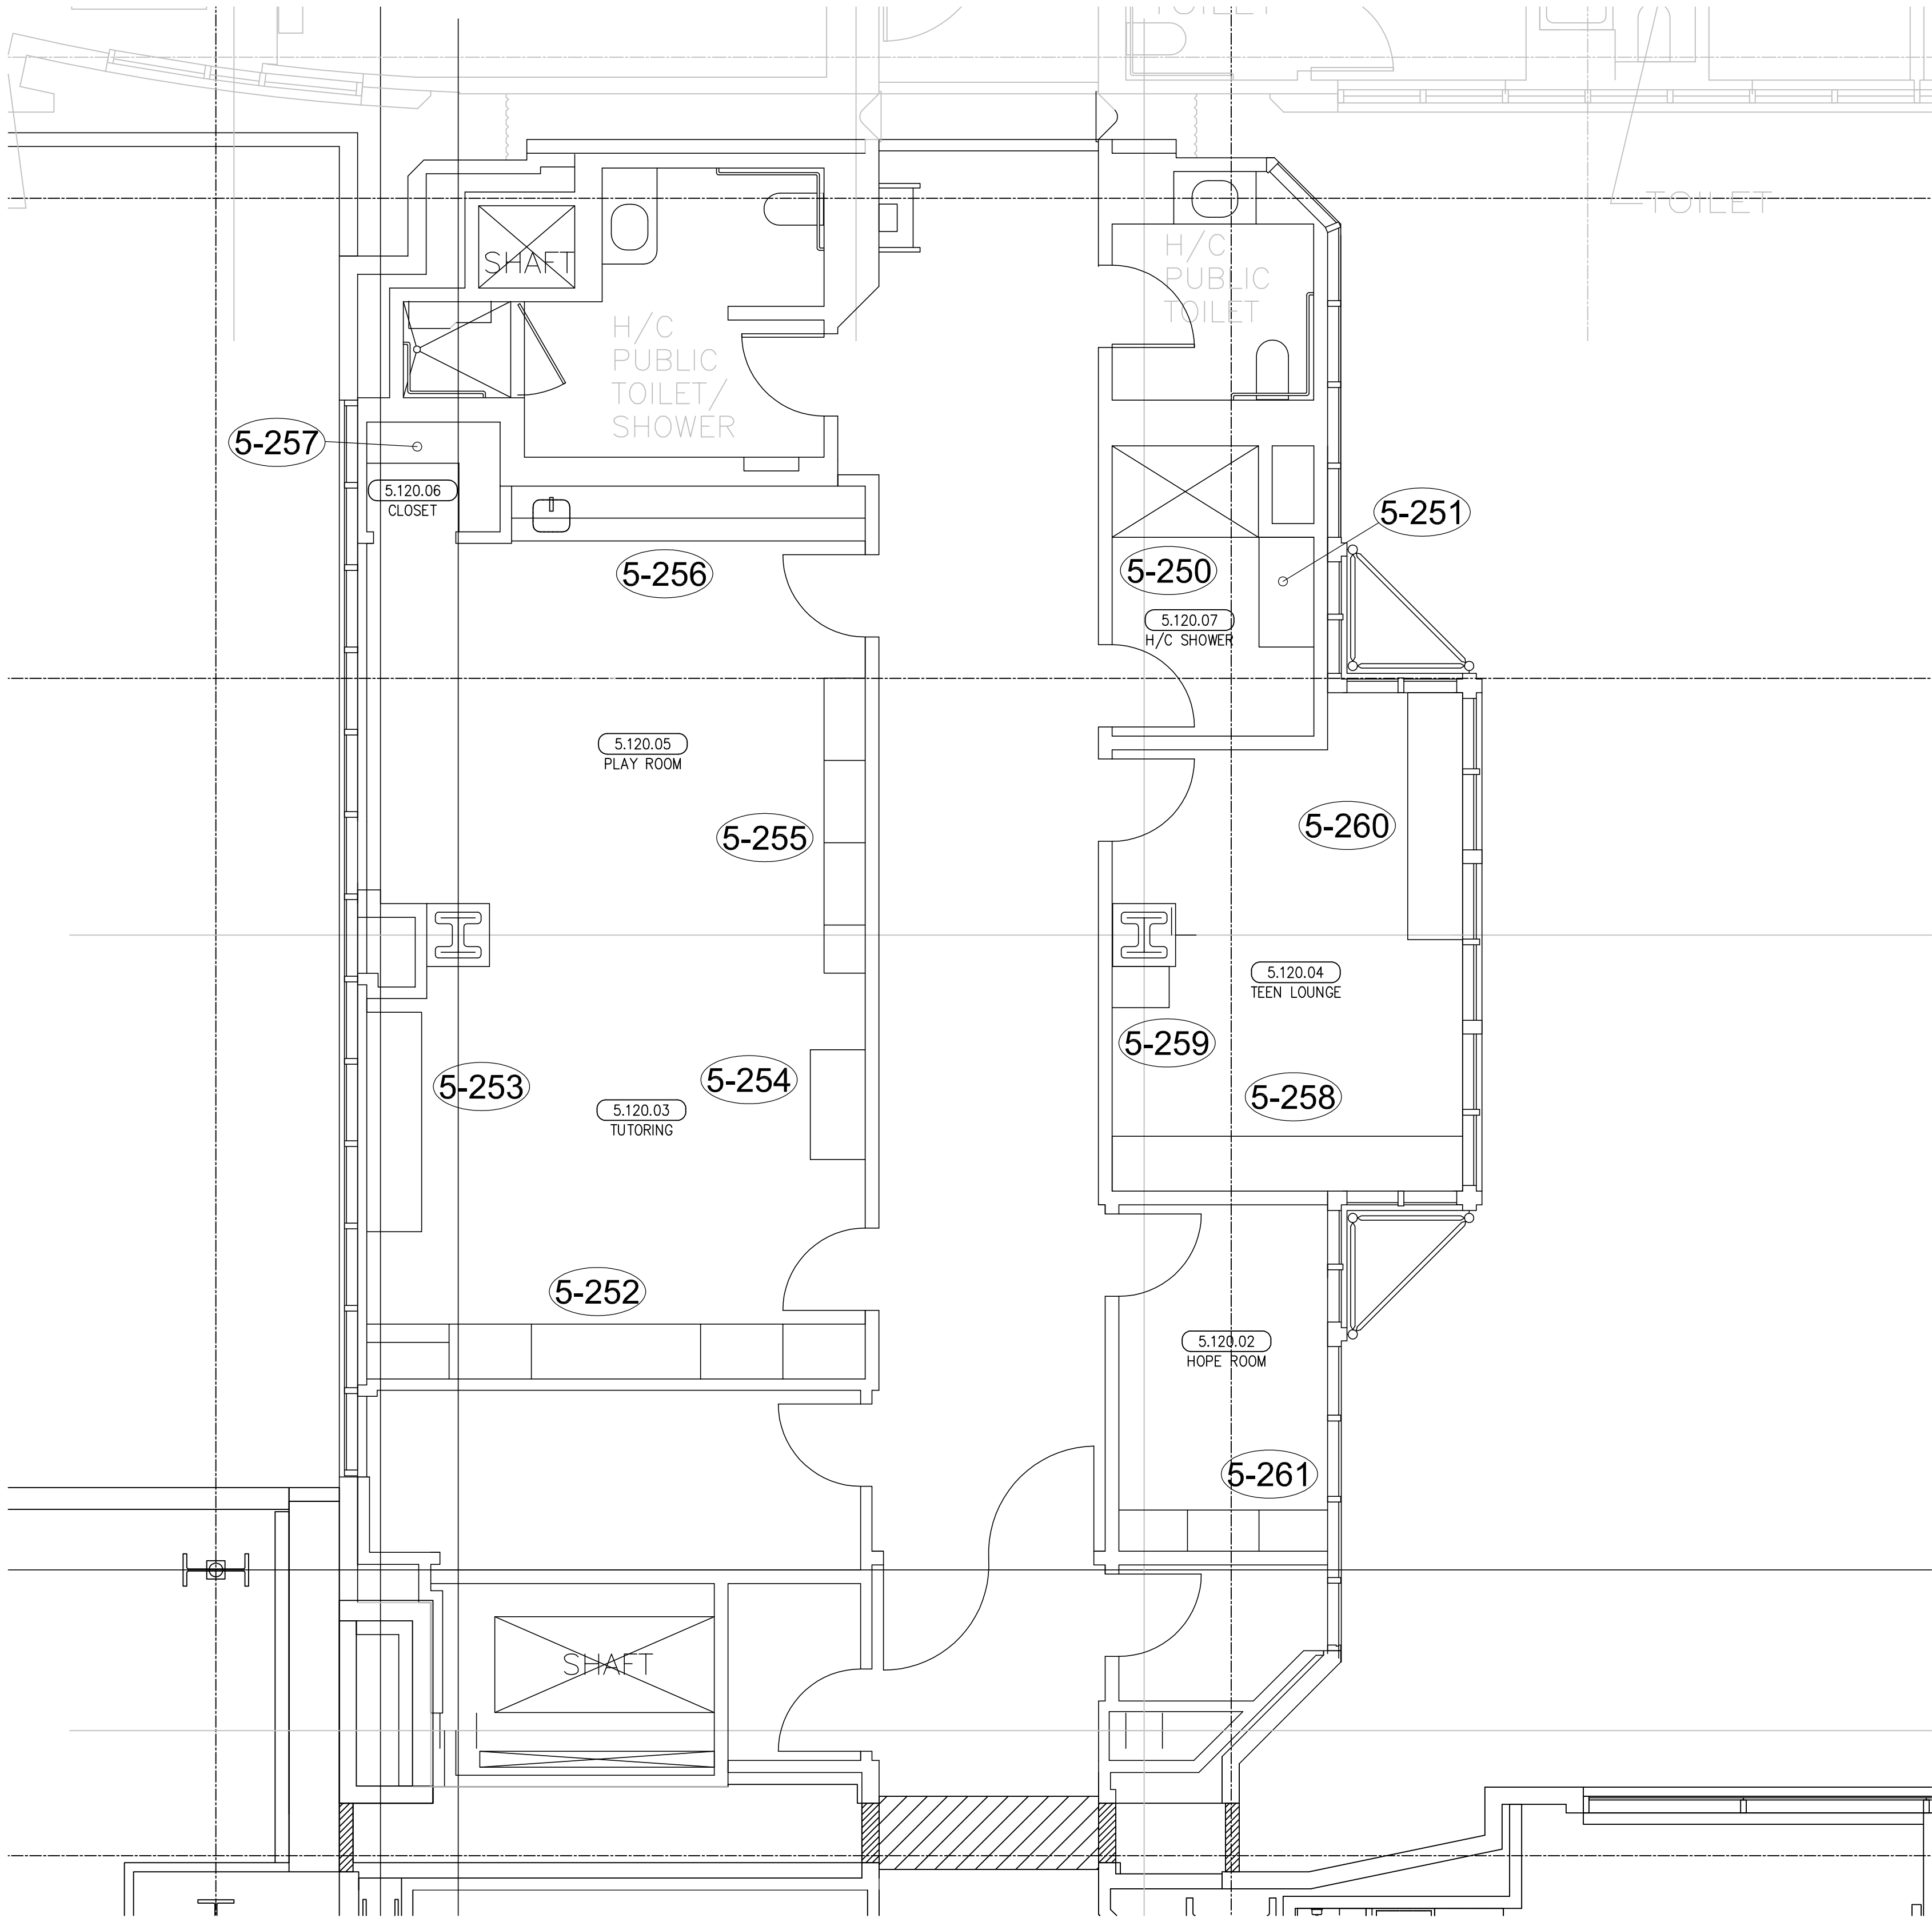 TOILET
TOILET
SHAFT
H/C
PUBLIC
TOILET
H/C
PUBLIC
TOILET/
SHOWER
5-257
5.120.06
CLOSET
5-251
5-256
5-250
5.120.07
H/C SHOWER
5.120.05
PLAY ROOM
5-255
5-260
5.120.04
TEEN LOUNGE
5-259
5-253
5-254
5-258
5.120.03
TUTORING
5-252
5.120.02
HOPE ROOM
5-261
SHAFT